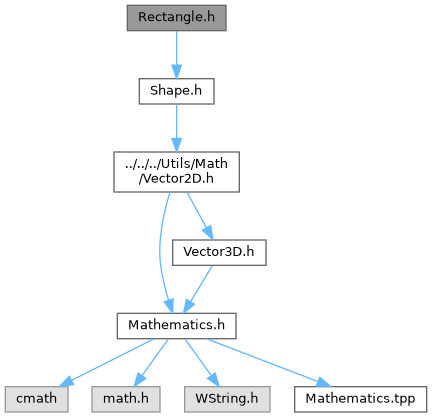 Rectangle.h
Shape.h
../../../Utils/Math
/Vector2D.h
Vector3D.h
Mathematics.h
cmath
math.h
WString.h
Mathematics.tpp